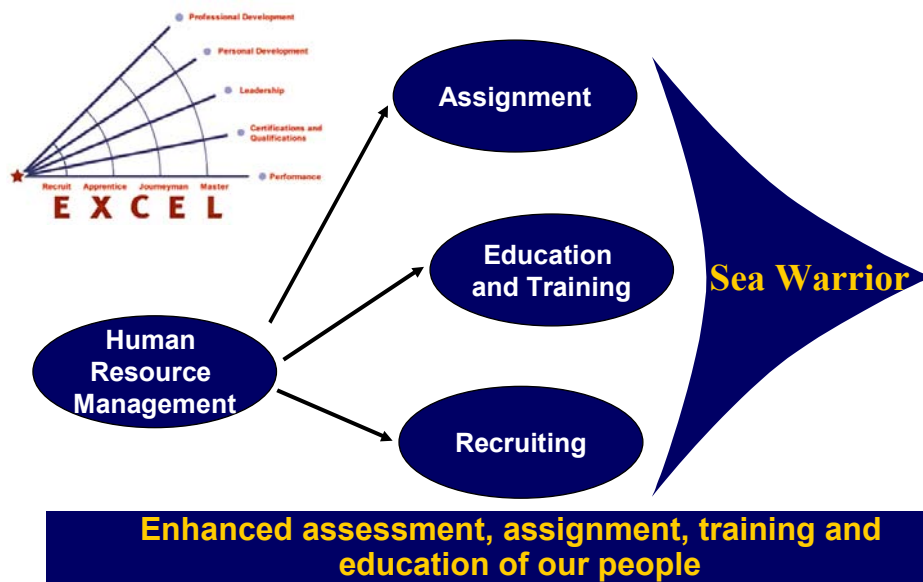 Professional Development
Personal Development
Leadership
Certifications and
Qualifications
Performance
Recruit Apprentice Journeyman Master
E X C E L
Assignment
Education
and Training
Sea Warrior
Human
Resource
Management
Recruiting
Enhanced assessment, assignment, training and
education of our people